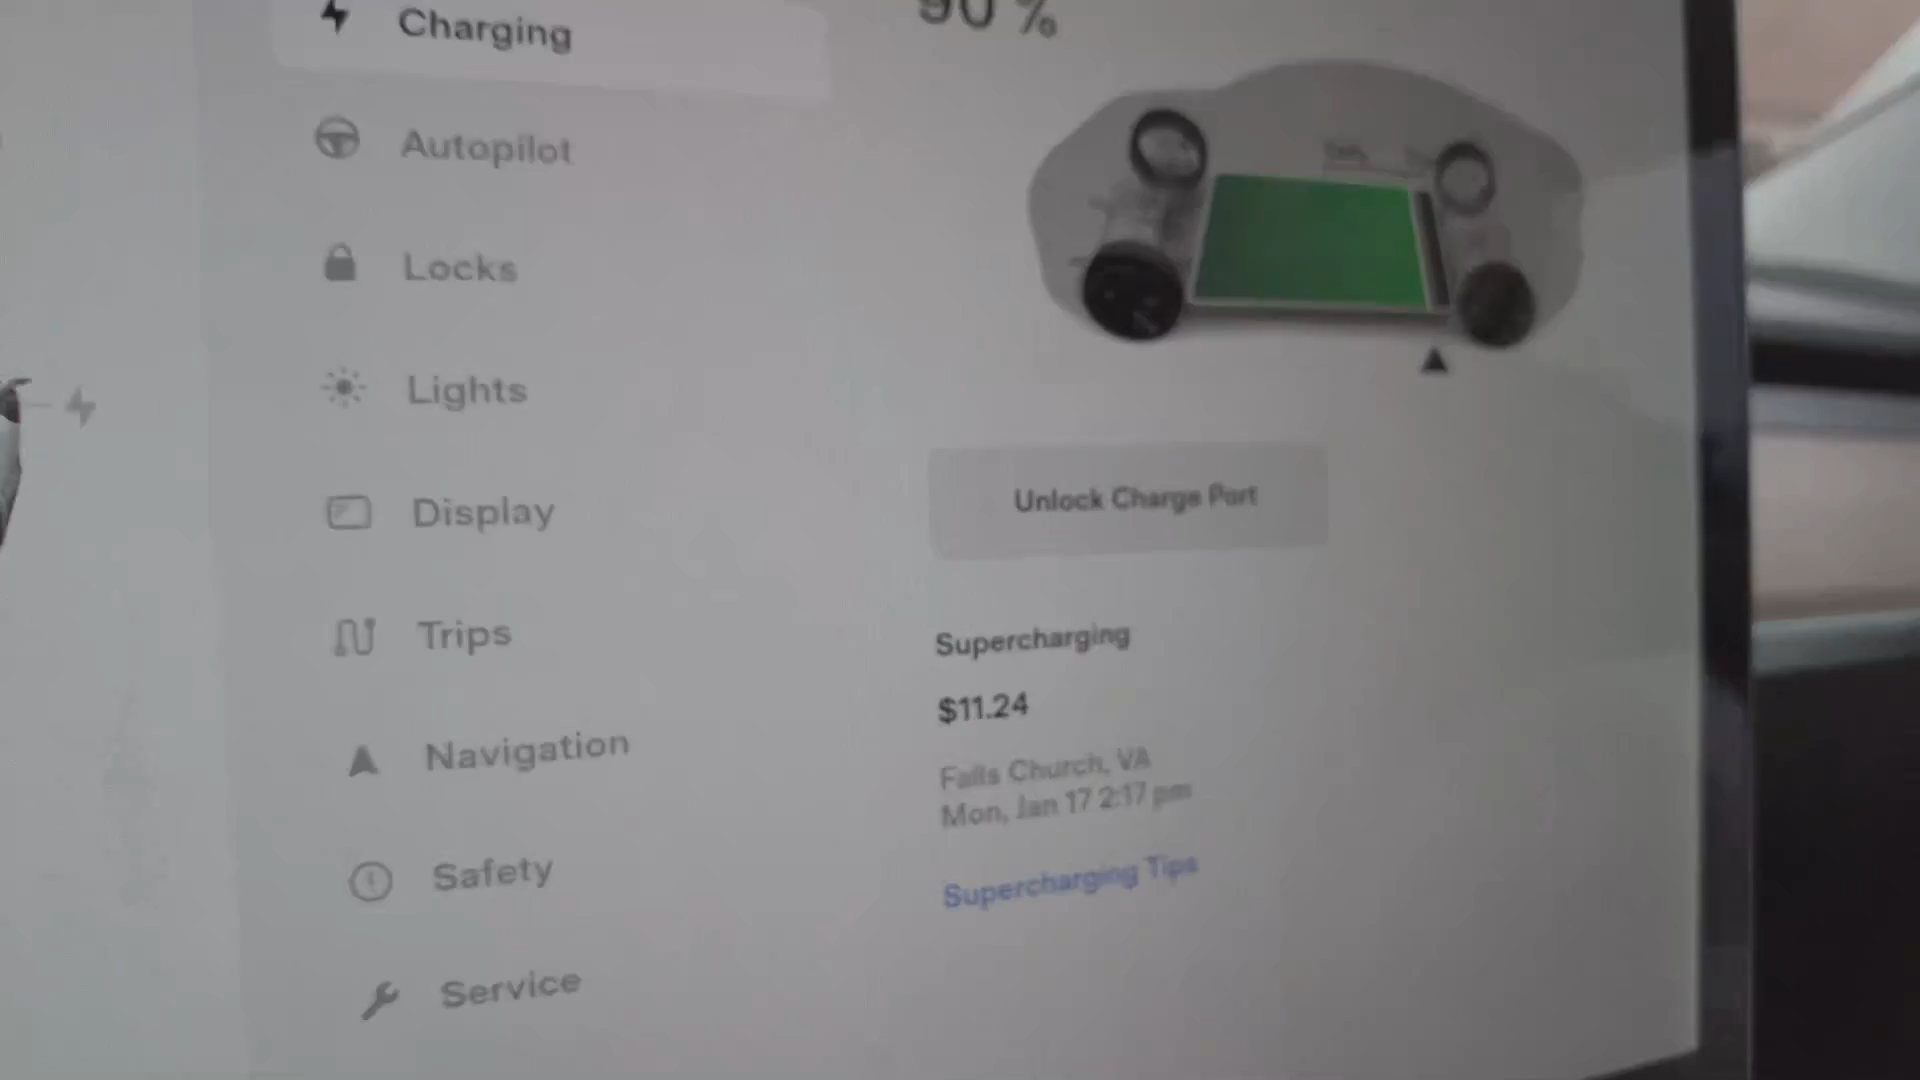 Charging
Autopilot
Locks
Lights
Display
Trips
Navigation
Safety
Service
90 %
Unlock Charge Port
Supercharging
$11.24
Falls Church, VA
Mon, Jan 17 2:17 pm
Supercharging Tips